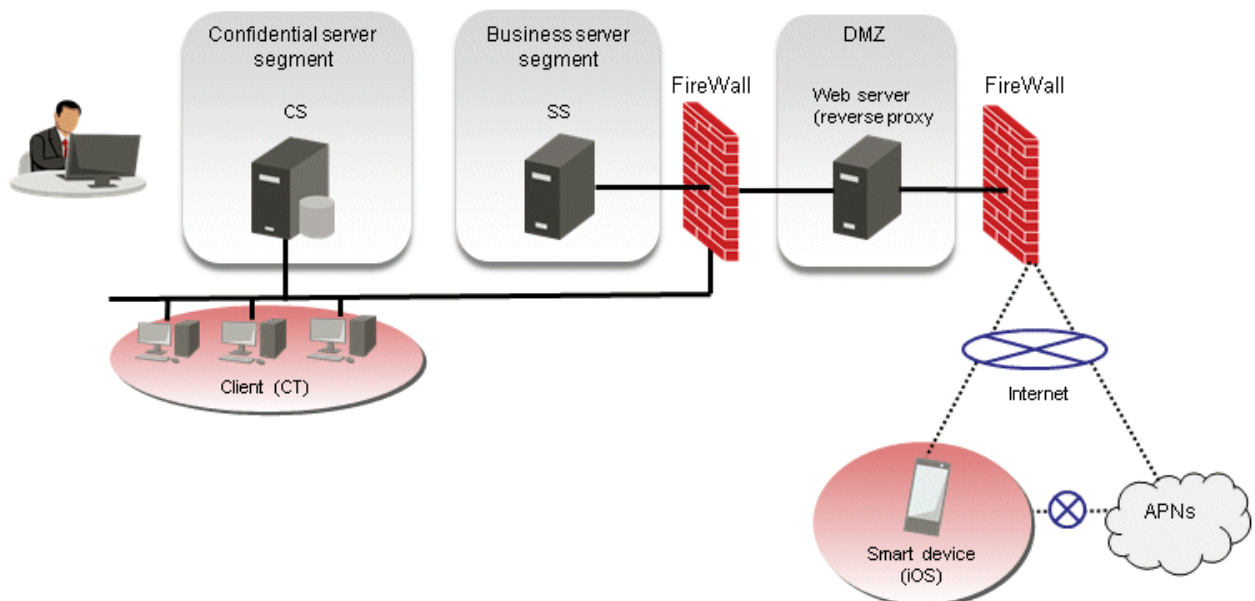 Confidential server
segment
CS
Business server
segment
SS
FireWall
DMZ
Web server
(reverse proxy
FireWall
Client (CT)
Internet
Smart device
(iOS)
APNs